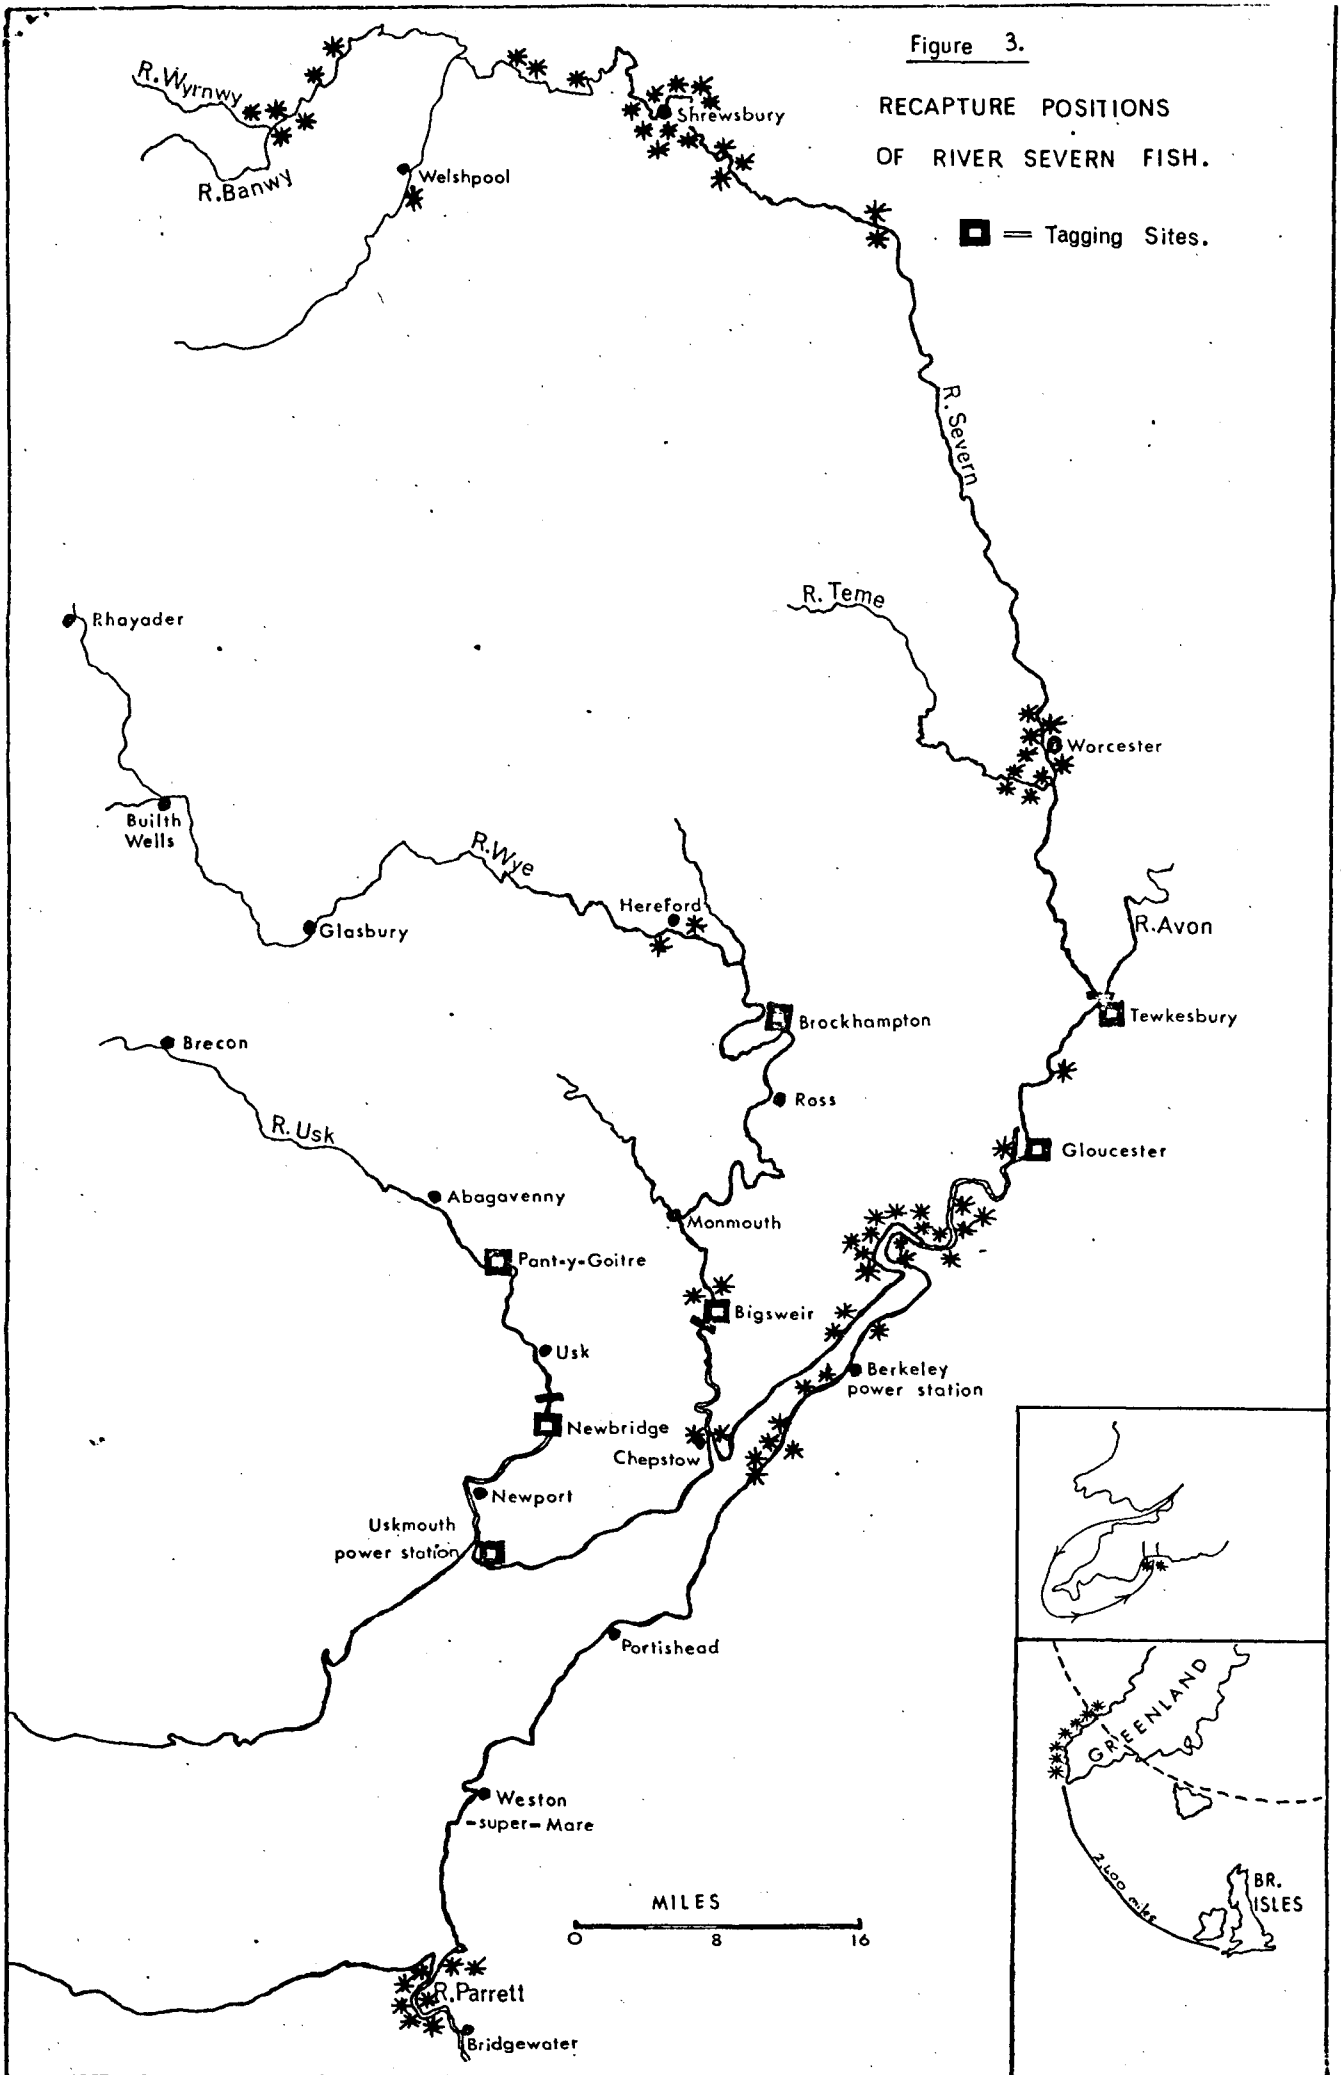 Figure 3.
RECAPTURE POSITIONS
OF RIVER SEVERN FISH.
= Tagging Sites.
R.Wyrnwy
R.Banwy
Welshpool
Shrewsbury
R.Severn
R.Teme
Rhayader
Worcester
Builth
Wells
R.Wye
Hereford
Glasbury
R.Avon
Brockhampton
Tewkesbury
Brecon
Ross
R.Usk
Gloucester
Abagavenny
Monmouth
Pant-y-Goitre
Bigsweir
Usk
Berkeley
power station
Newbridge
Chepstow
Newport
Uskmouth
power station
Portishead
GREENLAND
Weston
-super-Mare
2,400 miles
BR.
ISLES
MILES
0 8 16
R.Parrett
Bridgewater